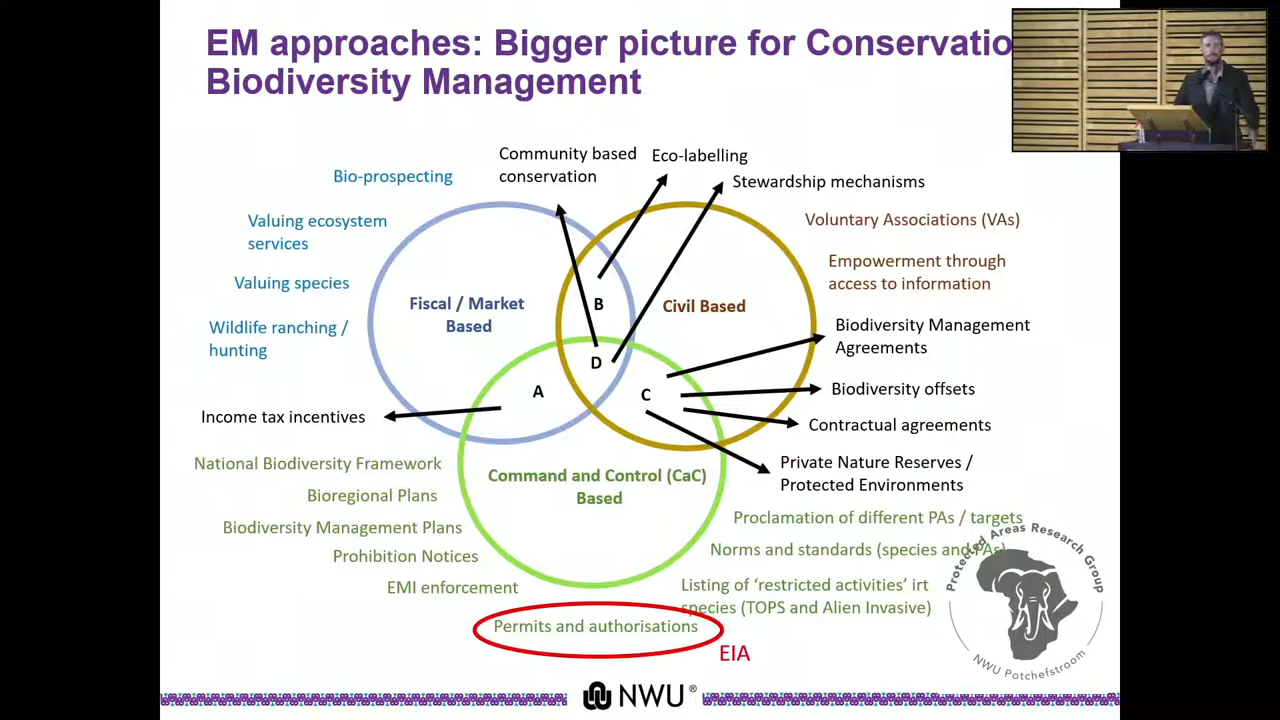 EM approaches: Bigger picture for Conservatio
Biodiversity Management
Community based
conservation
Eco-labelling
Bio-prospecting
Stewardship mechanisms
Valuing ecosystem
services
Voluntary Associations (VAs)
Valuing species
Empowerment through
access to information
Wildlife ranching /
hunting
Fiscal / Market
Based
B
Civil Based
Biodiversity Management
Agreements
D
A
C
Biodiversity offsets
Income tax incentives
Contractual agreements
National Biodiversity Framework
Private Nature Reserves /
Protected Environments
Command and Control (CaC)
Based
Bioregional Plans
Proclamation of different PAs / targets
Biodiversity Management Plans
Norms and standards (species and PAs)
Prohibition Notices
EMI enforcement
Listing of ‘restricted activities’ irt
species (TOPS and Alien Invasive)
Permits and authorisations
EIA
Protected Areas Research Group
NWU Potchefstroom
NWU®